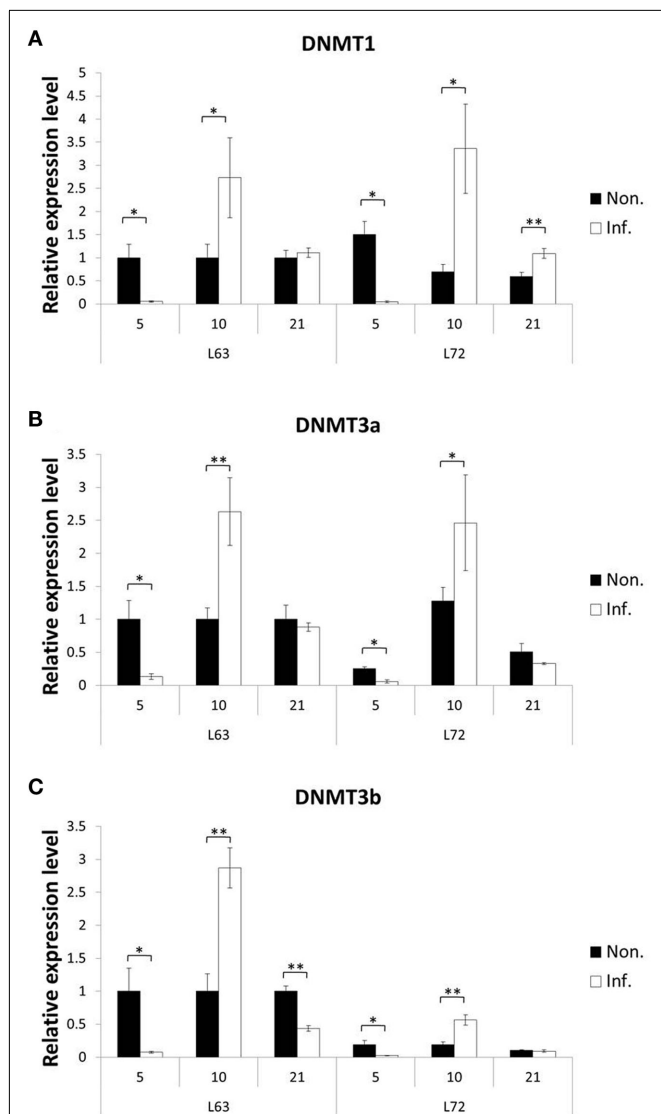 A
DNMT1
Relative expression level
5
4.5
4
3.5
3
2.5
2
1.5
1
0.5
0
*
*
*
*
**
Non.
Inf.
5 10 21 5 10 21
L63 L72
B
DNMT3a
Relative expression level
3.5
3
2.5
2
1.5
1
0.5
0
*
**
*
*
Non.
Inf.
5 10 21 5 10 21
L63 L72
C
DNMT3b
Relative expression level
3.5
3
2.5
2
1.5
1
0.5
0
*
**
**
*
**
Non.
Inf.
5 10 21 5 10 21
L63 L72